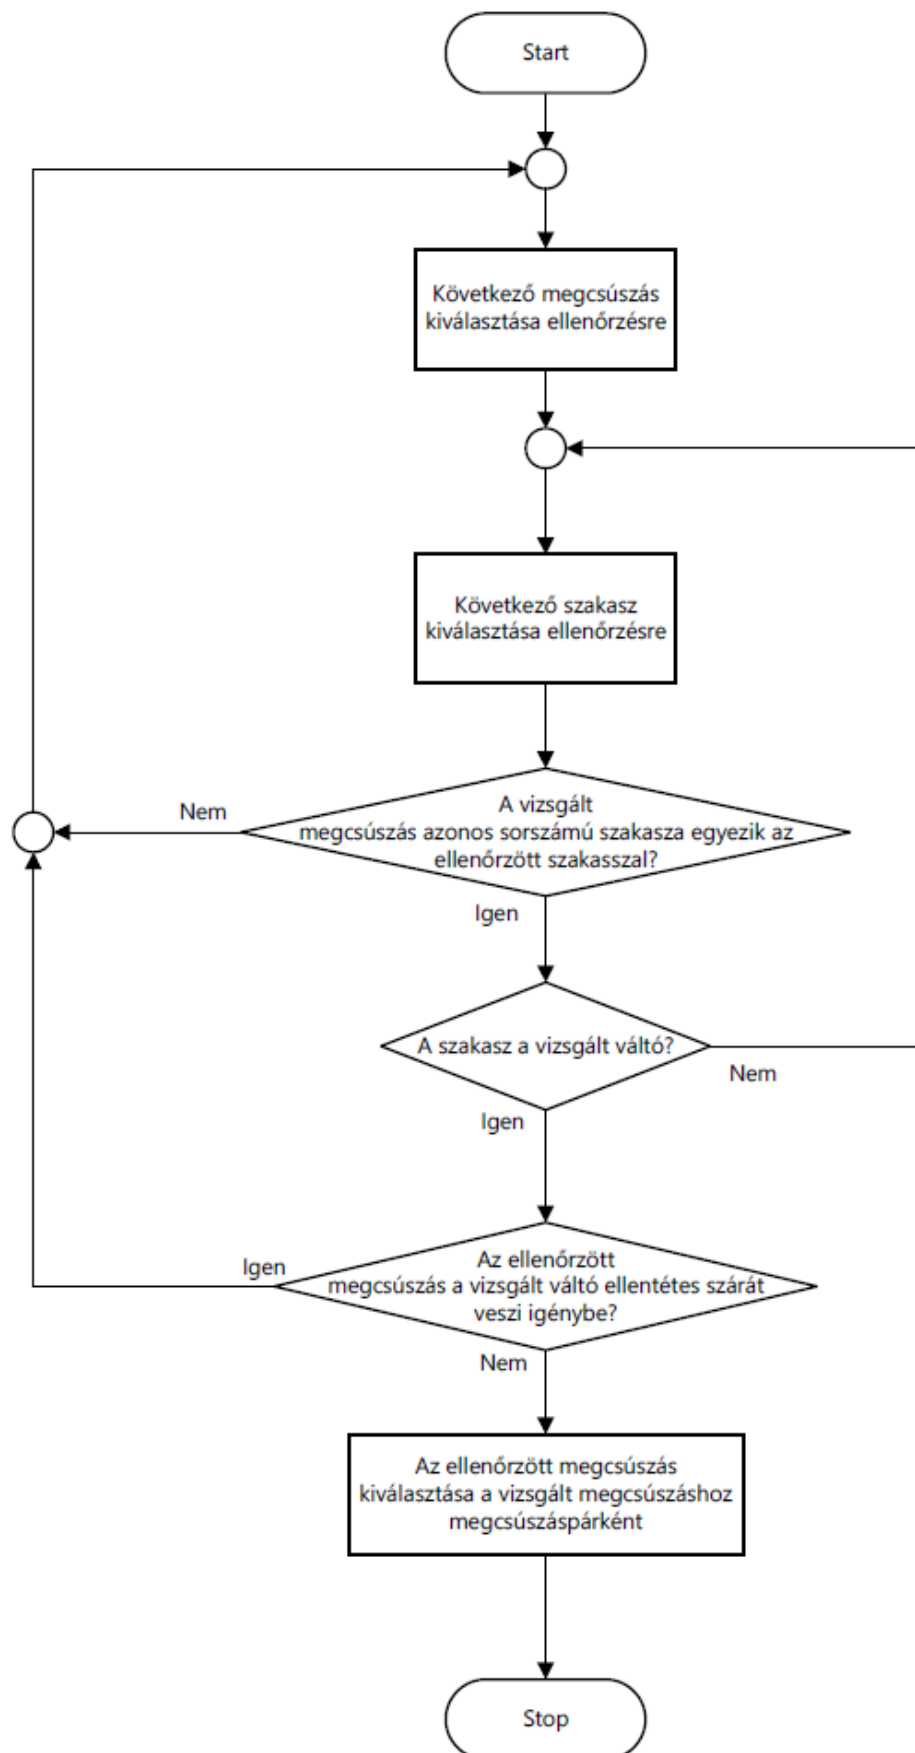 Start
Következő megcsúszás
kiválasztása ellenőrzésre
Következő szakasz
kiválasztása ellenőrzésre
Nem
A vizsgált
megcsúszás azonos sorszámú szakasza egyezik az
ellenőrzött szakasszal?
Igen
A szakasz a vizsgált váltó?
Nem
Igen
Igen
Az ellenőrzött
megcsúszás a vizsgált váltó ellentétes szárát
veszi igénybe?
Nem
Az ellenőrzött megcsúszás
kiválasztása a vizsgált megcsúszáshoz
megcsúszáspárként
Stop